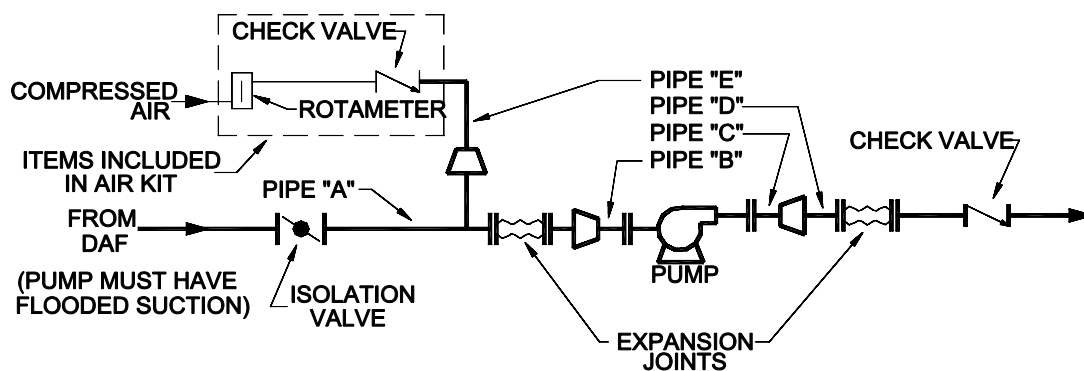 CHECK VALVE
COMPRESSED
AIR
ROTAMETER
ITEMS INCLUDED
IN AIR KIT
PIPE "E"
PIPE "D"
PIPE "C"
PIPE "B"
CHECK VALVE
PIPE "A"
FROM
DAF
(PUMP MUST HAVE
FLOODED SUCTION)
ISOLATION
VALVE
PUMP
EXPANSION
JOINTS